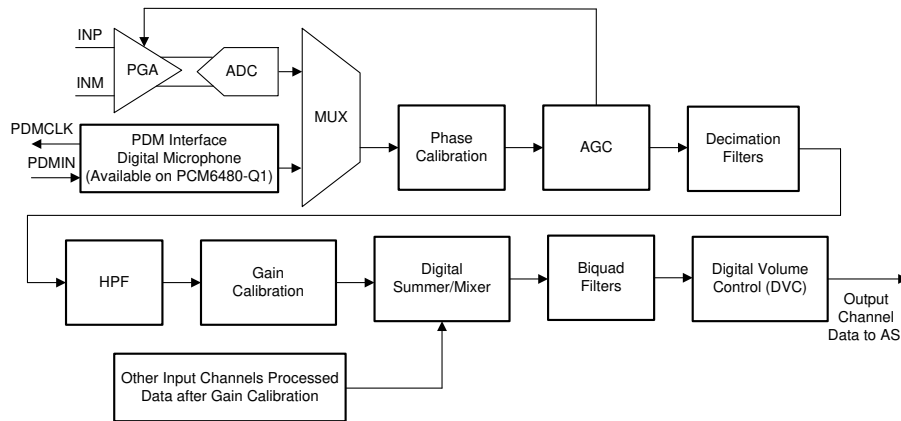 INP
PGA
ADC
INM
MUX
PDMCLK
PDMIN
PDM Interface
Digital Microphone
(Available on PCM6480-Q1)
Phase
Calibration
AGC
Decimation
Filters
HPF
Gain
Calibration
Digital
Summer/Mixer
Biquad
Filters
Digital Volume
Control (DVC)
Output
Channel
Data to AS
Other Input Channels Processed
Data after Gain Calibration